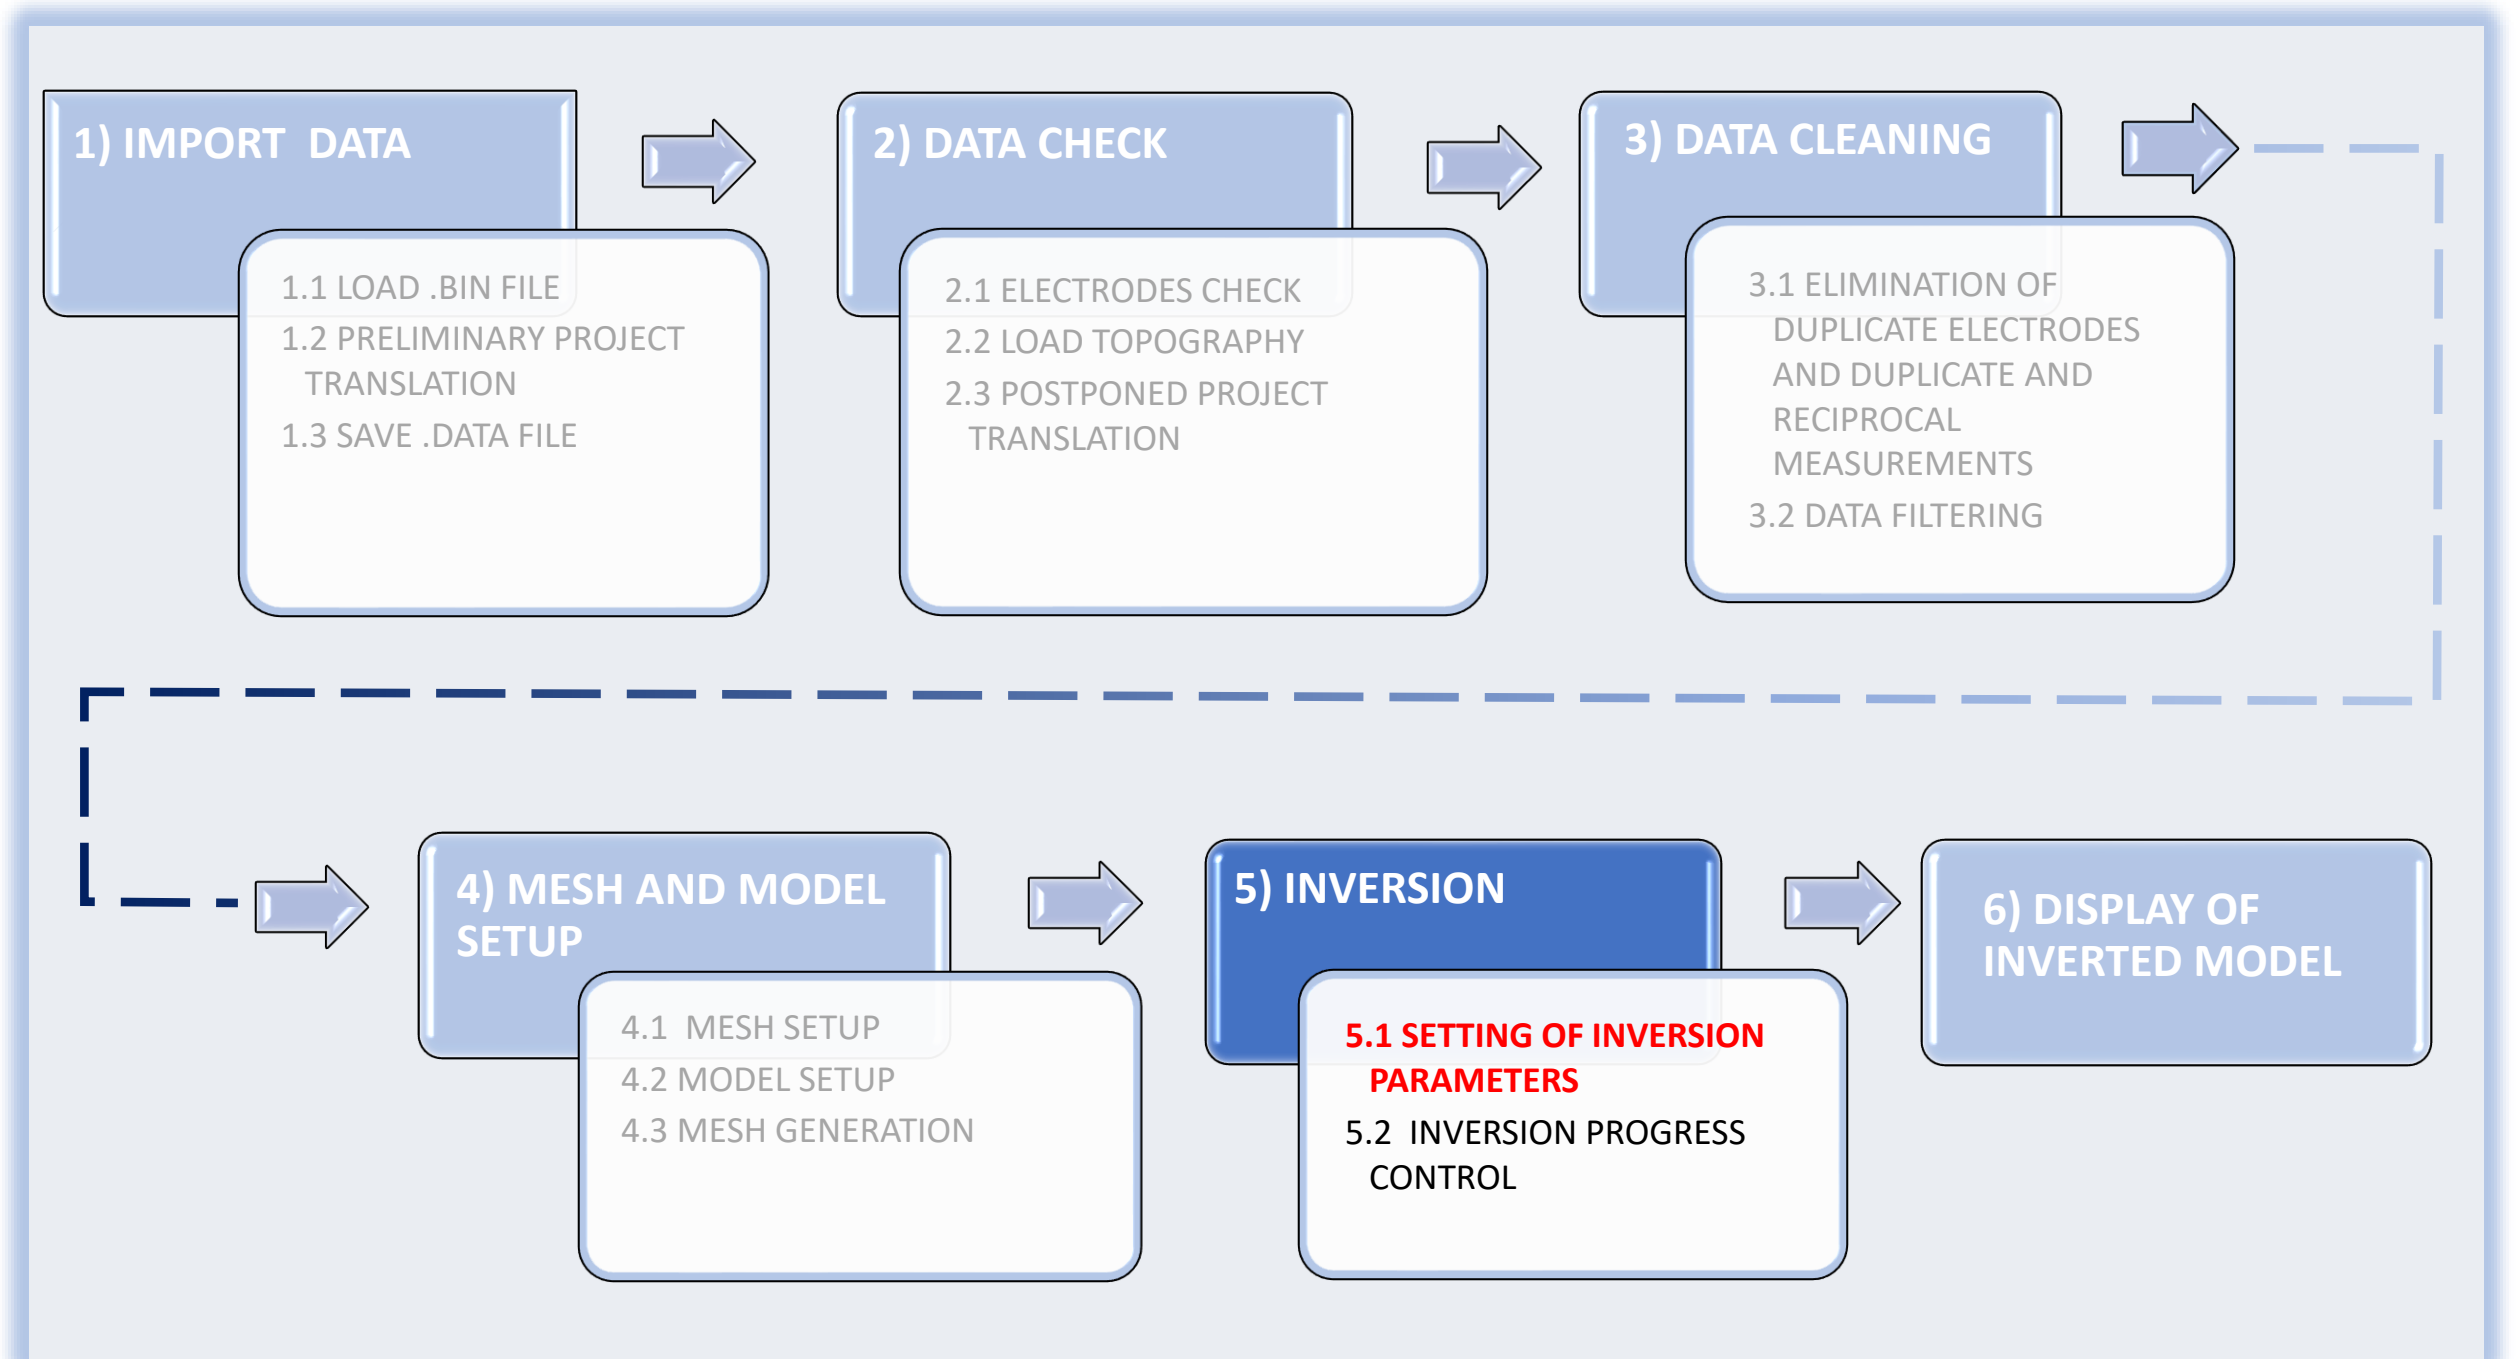 1) IMPORT  DATA
1.1 LOAD .BIN FILE
1.2 PRELIMINARY PROJECT
TRANSLATION
1.3 SAVE .DATA FILE
2) DATA CHECK
2.1 ELECTRODES CHECK
2.2 LOAD TOPOGRAPHY
2.3 POSTPONED PROJECT
TRANSLATION
3) DATA CLEANING
3.1 ELIMINATION OF
DUPLICATE ELECTRODES
AND DUPLICATE AND
RECIPROCAL
MEASUREMENTS
3.2 DATA FILTERING
4) MESH AND MODEL
SETUP
4.1  MESH SETUP
4.2 MODEL SETUP
4.3 MESH GENERATION
5) INVERSION
5.1 SETTING OF INVERSION
PARAMETERS
5.2  INVERSION PROGRESS
CONTROL
6) DISPLAY OF
INVERTED MODEL